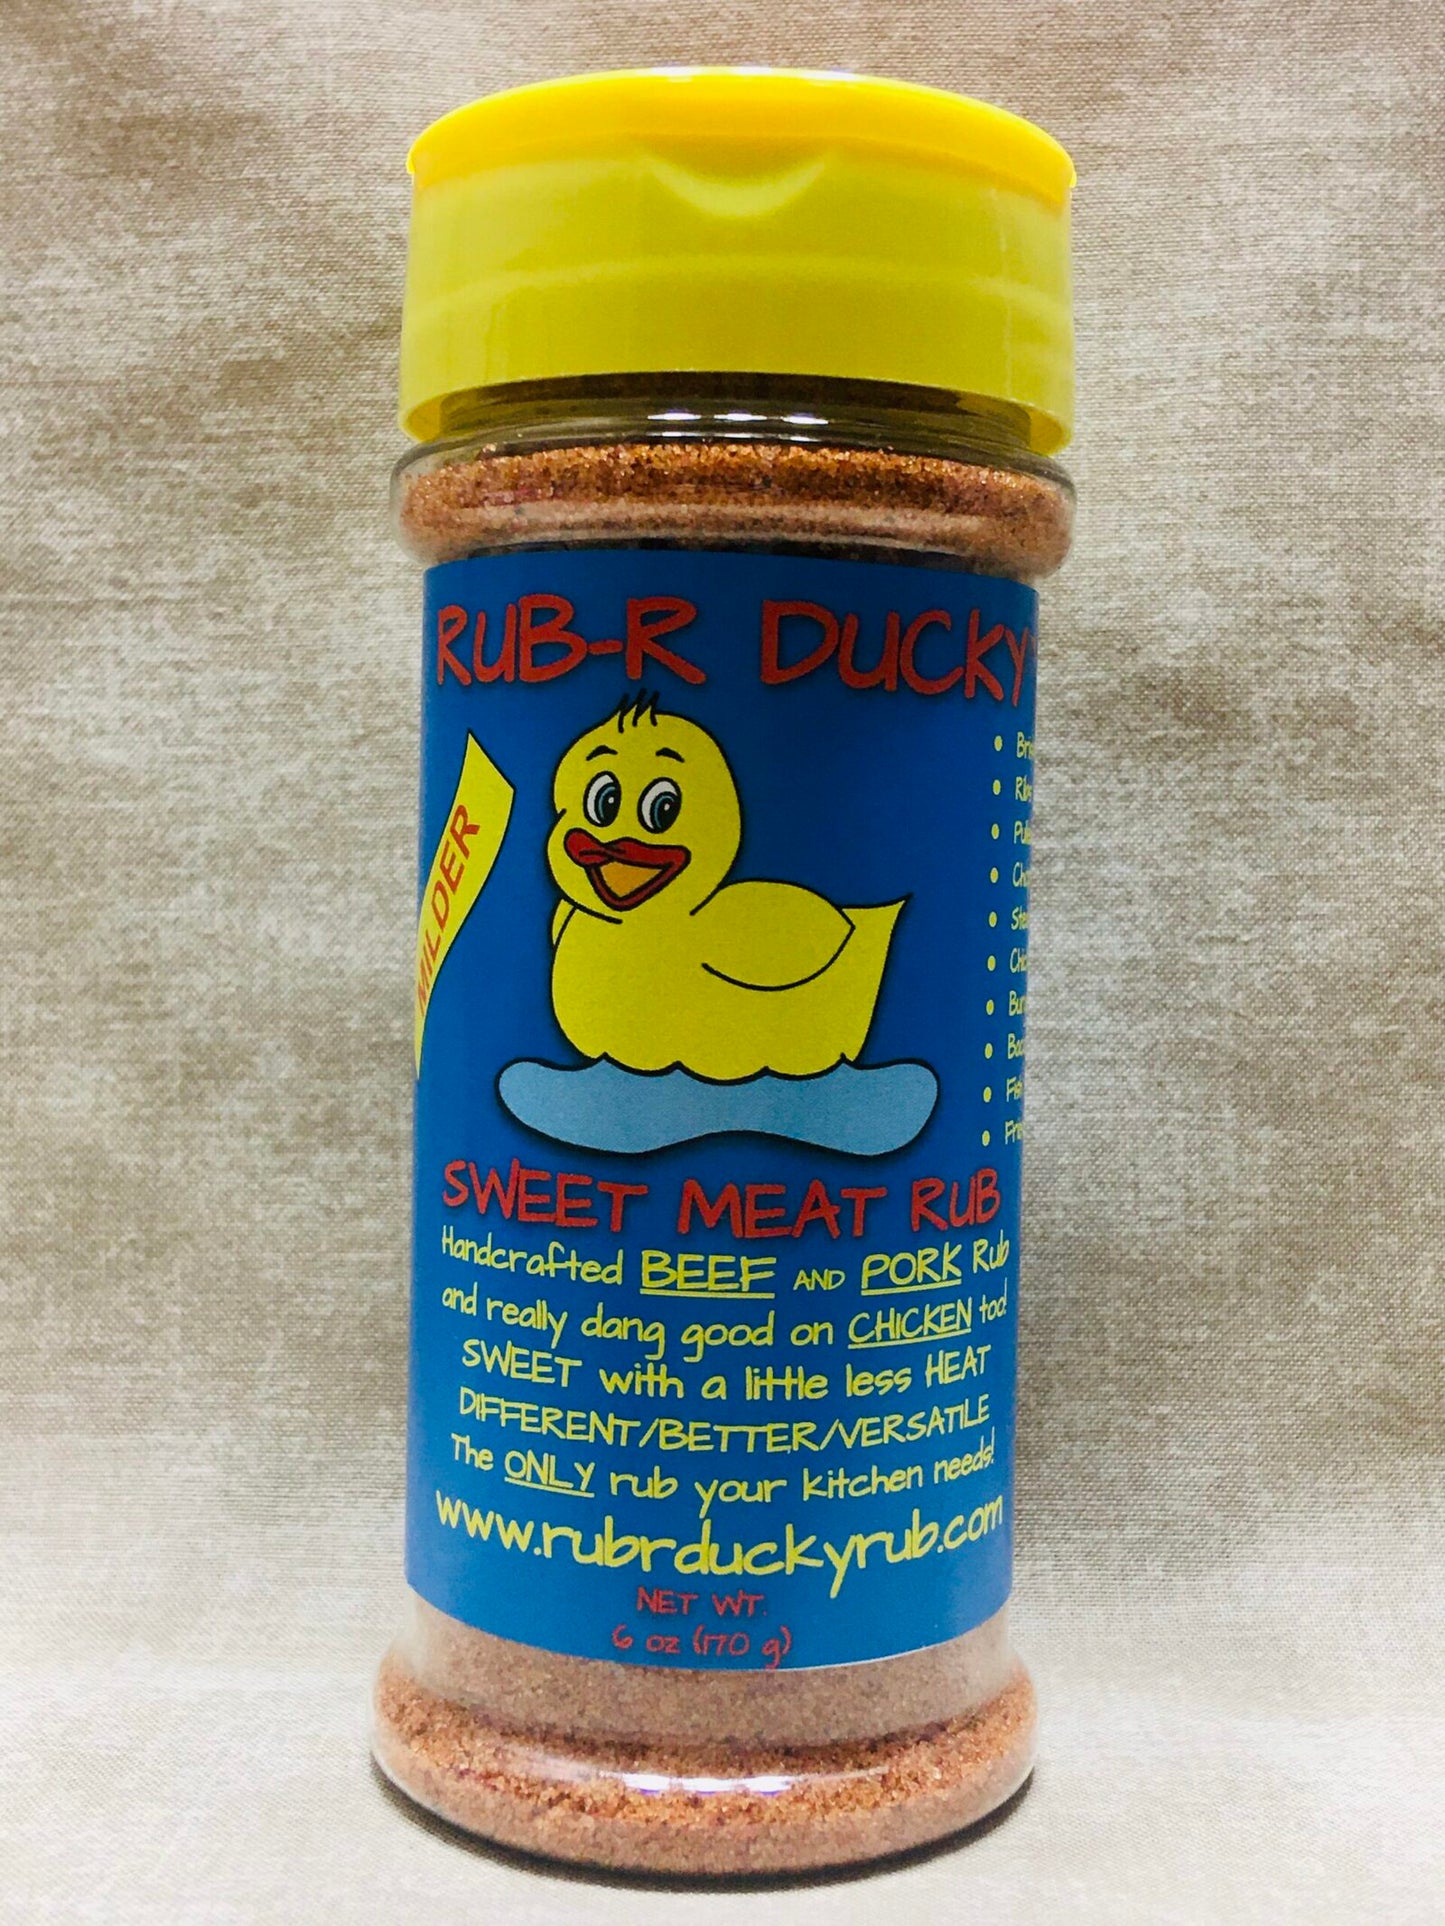 RUB-R DUCKY
MILDER
SWEET MEAT RUB
Handcrafted BEEF AND PORK Rub
and really dang good on CHICKEN too!
SWEET with a little less HEAT
DIFFERENT/BETTER/VERSATILE
The ONLY rub your kitchen needs!
www.rubrduckyrub.com
NET WT.
6 oz (170 g)